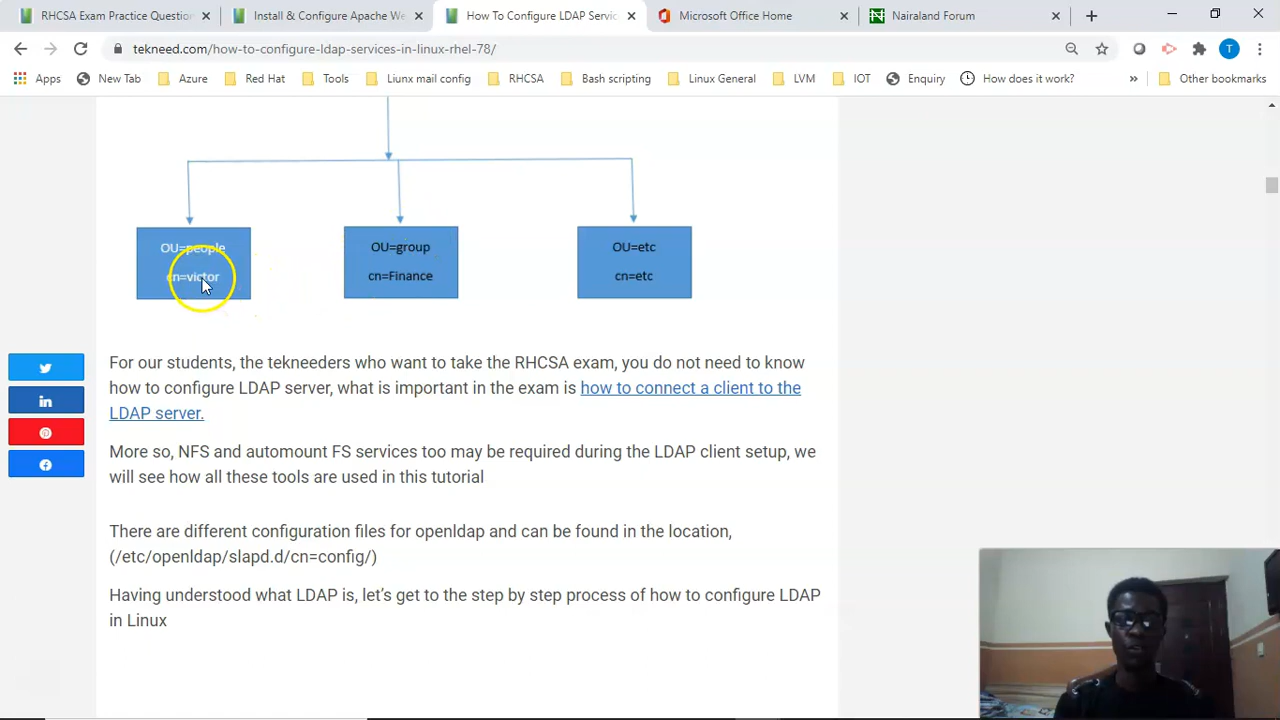 RHCSA Exam Practice Question
Install & Configure Apache We
How To Configure LDAP Servic
Microsoft Office Home
Nairaland Forum
tekneed.com/how-to-configure-ldap-services-in-linux-rhel-78/
T
Apps
New Tab
Azure
Red Hat
Tools
Liunx mail config
RHCSA
Bash scripting
Linux General
LVM
IOT
Enquiry
How does it work?
»
Other bookmarks
OU=people
cn=victor
OU=group
cn=Finance
OU=etc
cn=etc
For our students, the tekneeders who want to take the RHCSA exam, you do not need to know
how to configure LDAP server, what is important in the exam is how to connect a client to the
LDAP server.
More so, NFS and automount FS services too may be required during the LDAP client setup, we
will see how all these tools are used in this tutorial
There are different configuration files for openldap and can be found in the location,
(/etc/openldap/slapd.d/cn=config/)
Having understood what LDAP is, let's get to the step by step process of how to configure LDAP
in Linux